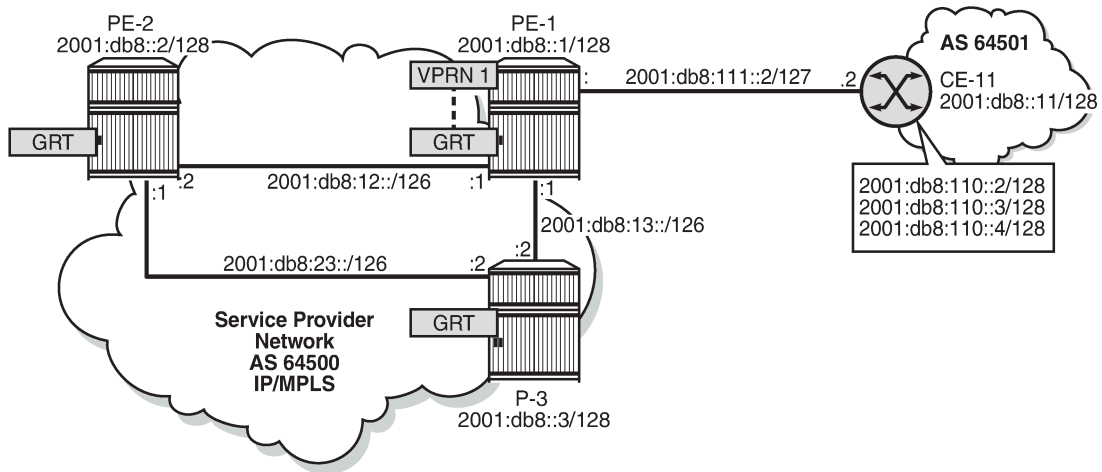 PE-2
2001:db8::2/128
PE-1
2001:db8::1/128
VPRN 1
GRT
GRT
:
2001:db8:111::2/127
.2
AS 64501
CE-11
2001:db8::11/128
2001:db8:110::2/128
2001:db8:110::3/128
2001:db8:110::4/128
:2
2001:db8:12::/126
:1
:1
:1
2001:db8:13::/126
:2
2001:db8:23::/126
:2
GRT
Service Provider
Network
AS 64500
IP/MPLS
P-3
2001:db8::3/128